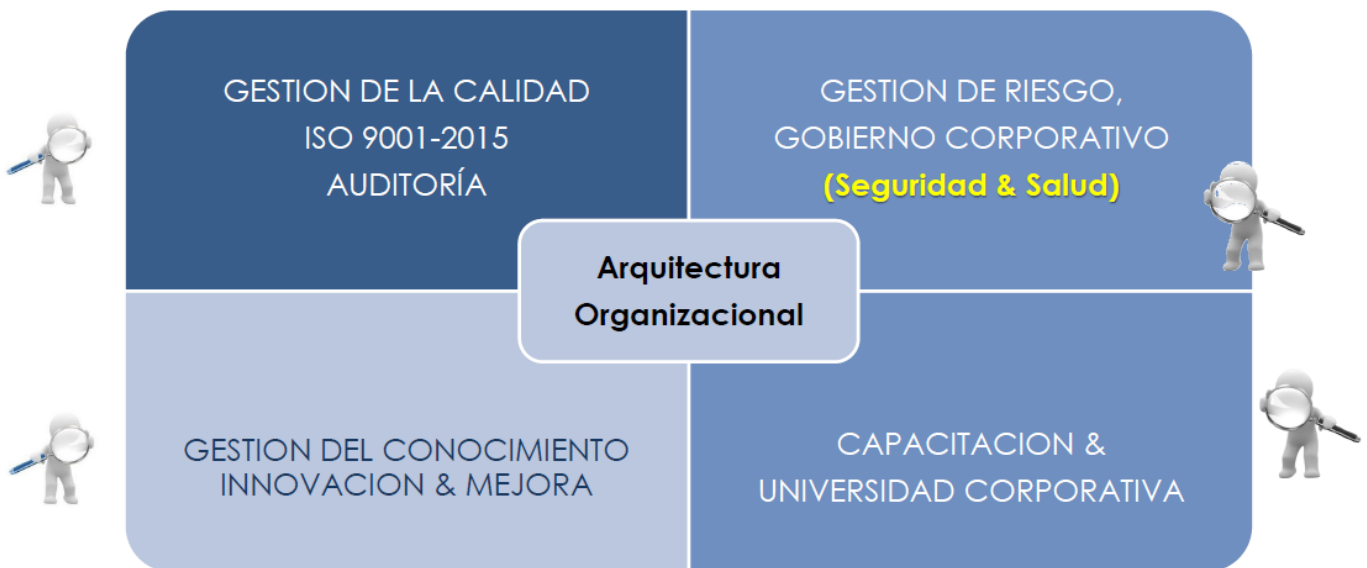 GESTION DE LA CALIDAD
ISO 9001-2015
AUDITORÍA
GESTION DE RIESGO,
GOBIERNO CORPORATIVO
(Seguridad & Salud)
Arquitectura
Organizacional
GESTION DEL CONOCIMIENTO
INNOVACION & MEJORA
CAPACITACION &
UNIVERSIDAD CORPORATIVA